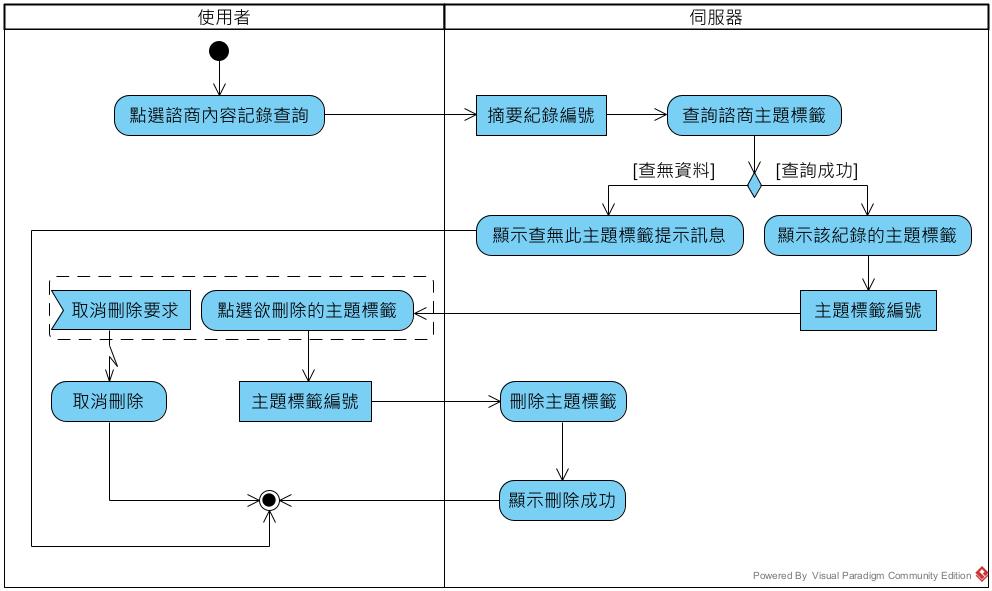 使用者
伺服器
點選諮商內容記錄查詢
摘要紀錄編號
查詢諮商主題標籤
[查無資料]
[查詢成功]
顯示查無此主題標籤提示訊息
顯示該紀錄的主題標籤
取消刪除要求
點選欲刪除的主題標籤
主題標籤編號
取消刪除
主題標籤編號
刪除主題標籤
顯示刪除成功
Powered By Visual Paradigm Community Edition